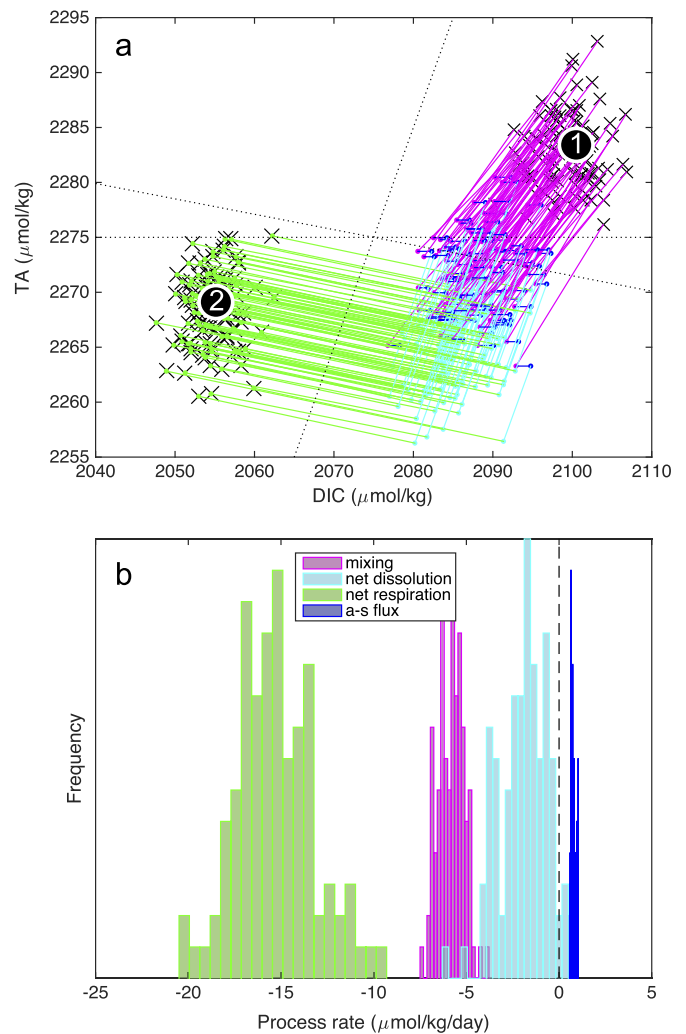 a
2295
2290
2285
2280
2275
2270
2265
2260
2255
TA (μmol/kg)
1
2
2040 2050 2060 2070 2080 2090 2100 2110
DIC (μmol/kg)
b
mixing
net dissolution
net respiration
a-s flux
Frequency
-25 -20 -15 -10 -5 0 5
Process rate (μmol/kg/day)